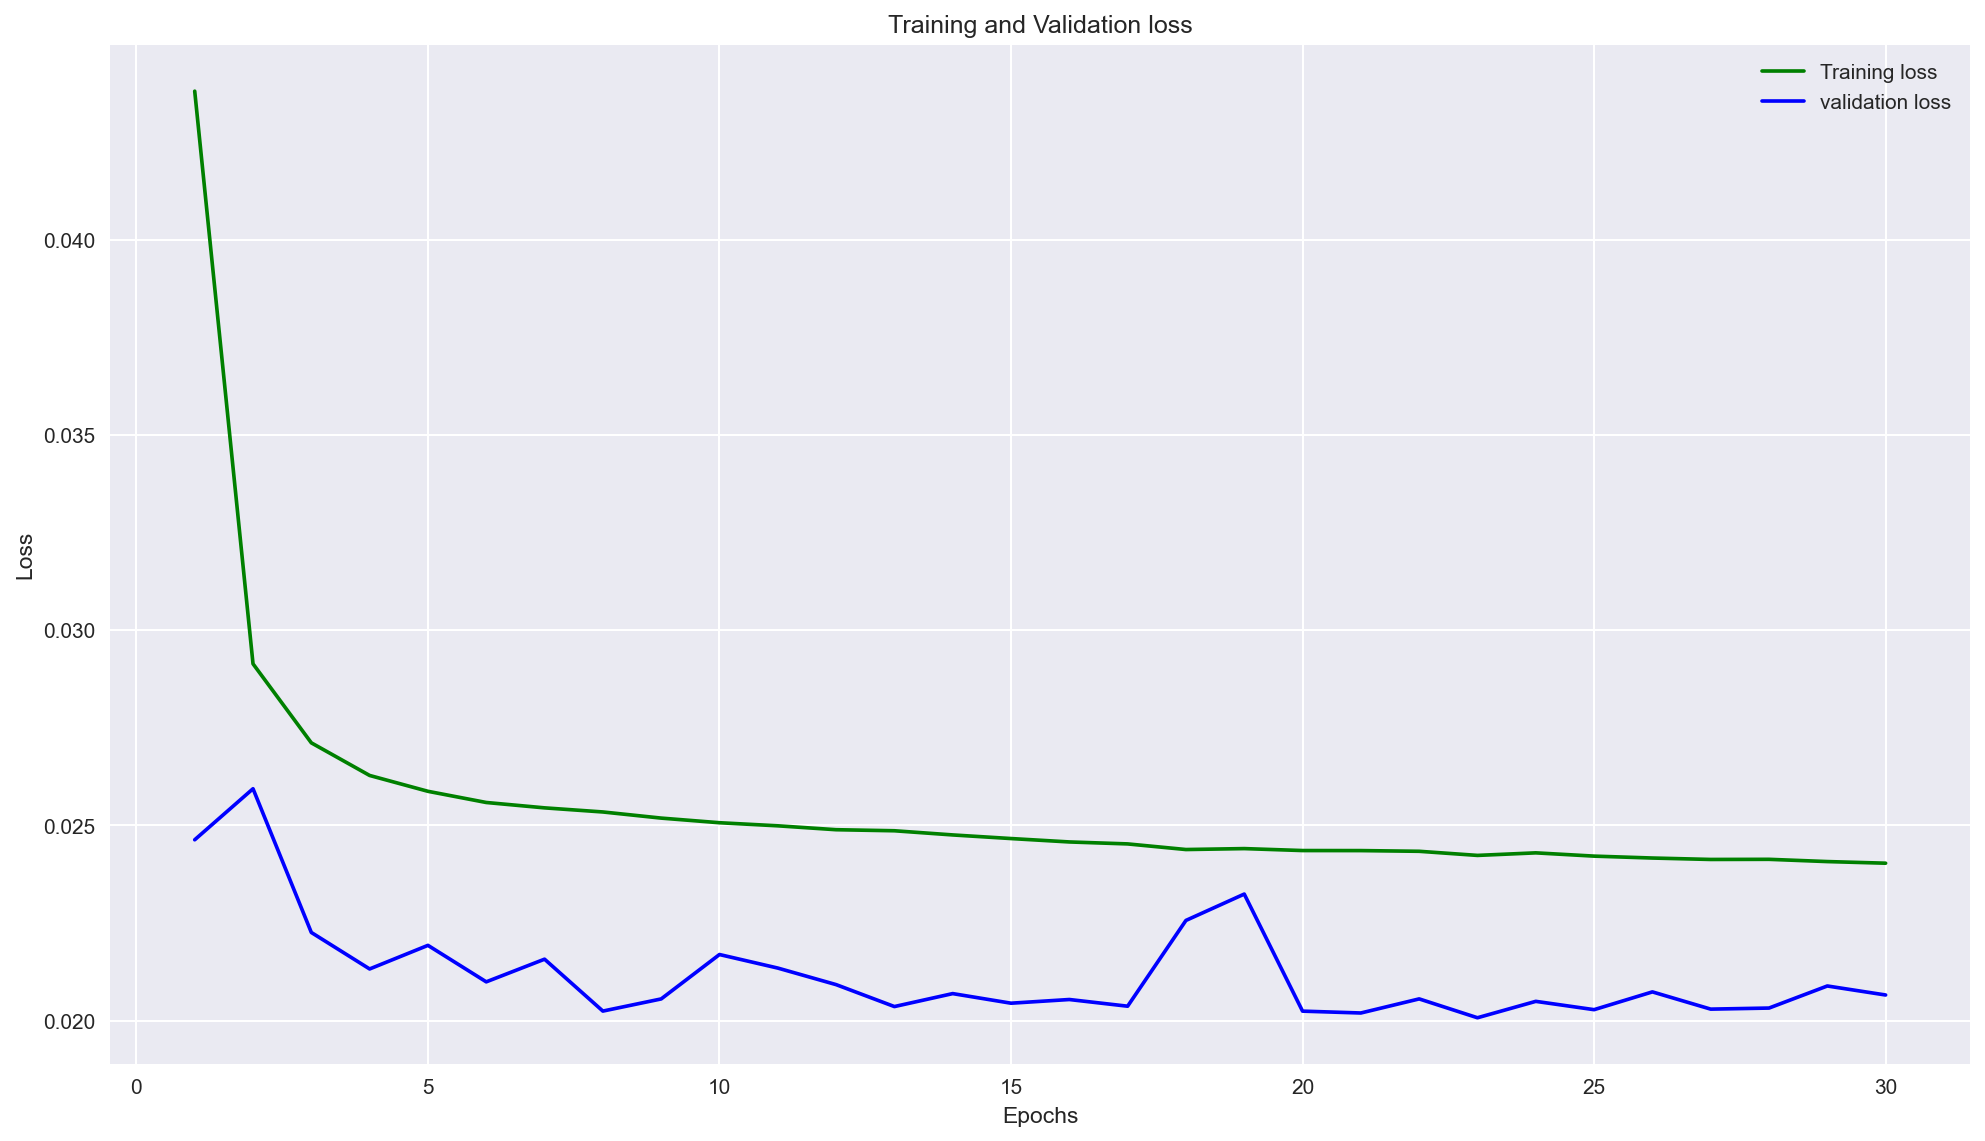 Training and Validation loss
Training loss
validation loss
0.040
0.035
0.030
0.025
0.020
Loss
0 5 10 15 20 25 30
Epochs